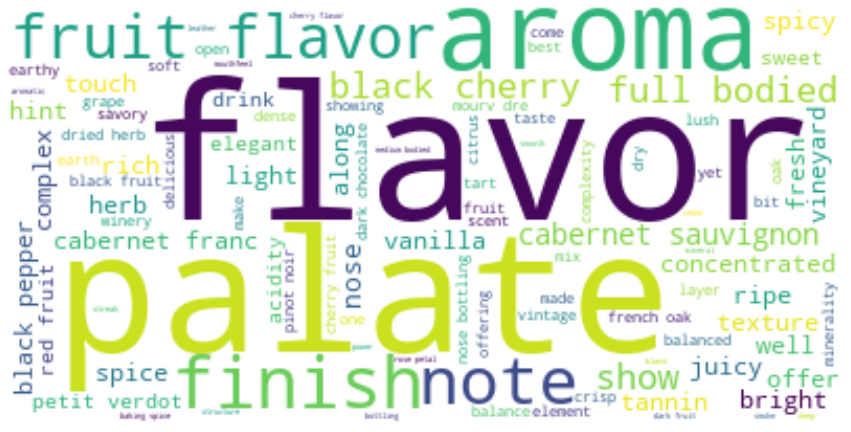 fruit flavor
aroma
come
best
spicy
sweet
leather
cherry flavor
open
mouthfeel
earthy
soft
aromatic
touch
grape
hint
savory
drink
black cherry
full bodied
showing
mourv dre
dense
taste
lush
flavor
dried herb
earth
rich
black fruit
delicious
elegant
light
along
dark chocolate
medium bodied
citrus
smooth
tart
complexity
dry
yet
oak
bit
fresh
vineyard
complex
herb
winery
make
fruit
scent
cedar
cabernet franc
vanilla
cabernet sauvignon
mineral
palate
black pepper
red fruit
acidity
pinot noir
cherry fruit
one
nose
nose bottling
offering
mix
made
vintage
french oak
concentrated
layer
ripe
texture
minerality
balanced
well
streak
power
rose petal
blend
spice
finish
note
show
juicy
offer
petit verdot
crisp
tannin
bright
baking spice
structure
bottling
balance
element
dark fruit
smoke
deep